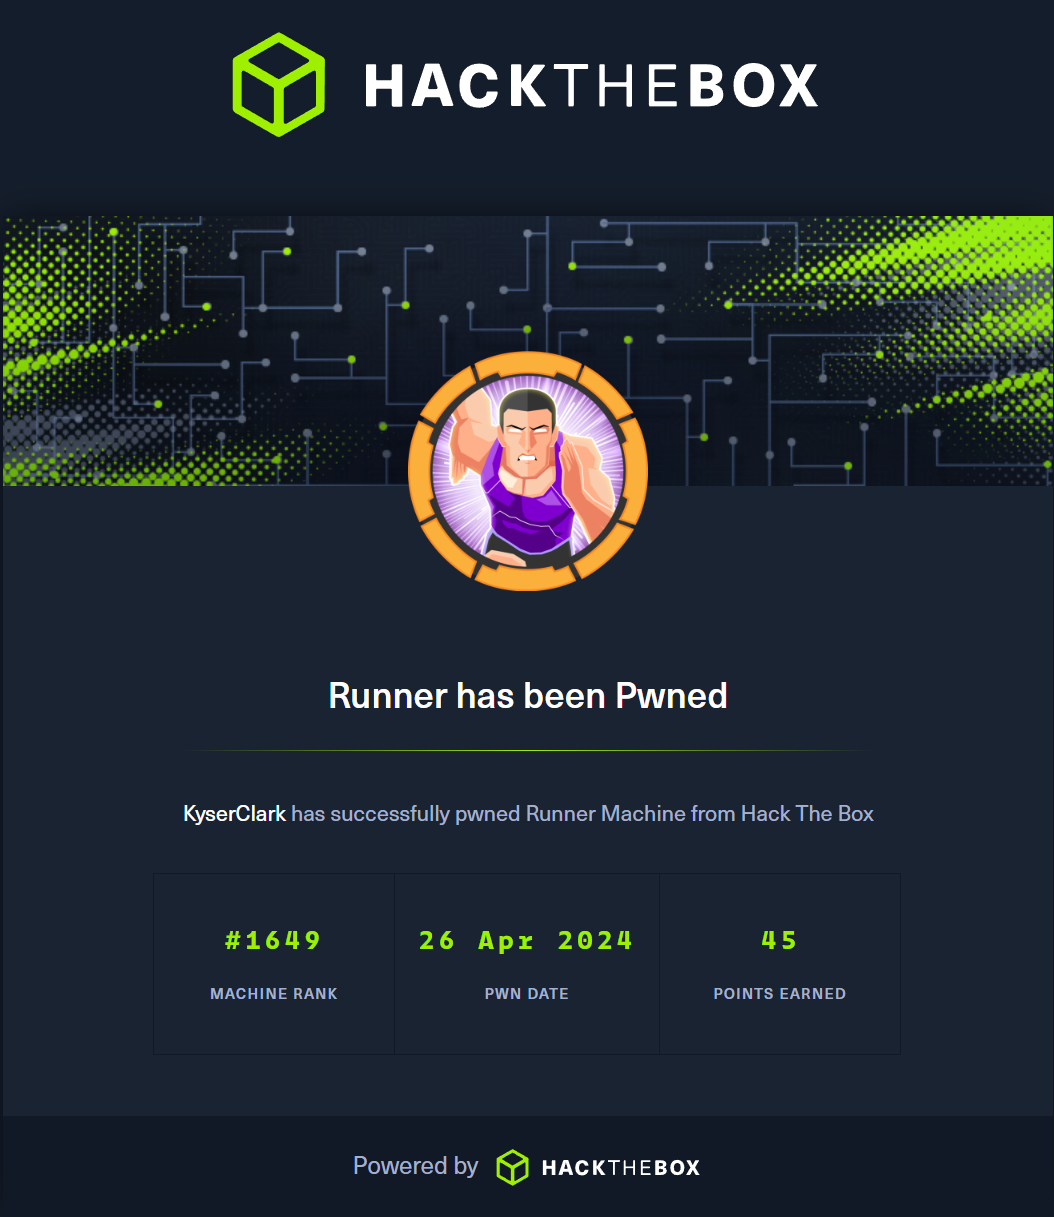 HACKTHEBOX
Runner has been Pwned
KyserClark has successfully pwned Runner Machine from Hack The Box
#1649 26 Apr 2024 45
MACHINE RANK PWN DATE POINTS EARNED
Powered by HACKTHEBOX